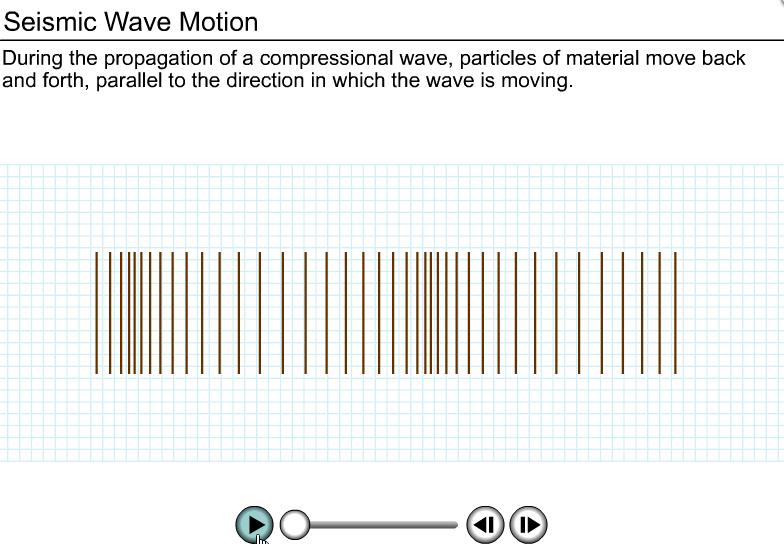 Seismic Wave Motion
During the propagation of a compressional wave, particles of material move back
and forth, parallel to the direction in which the wave is moving.